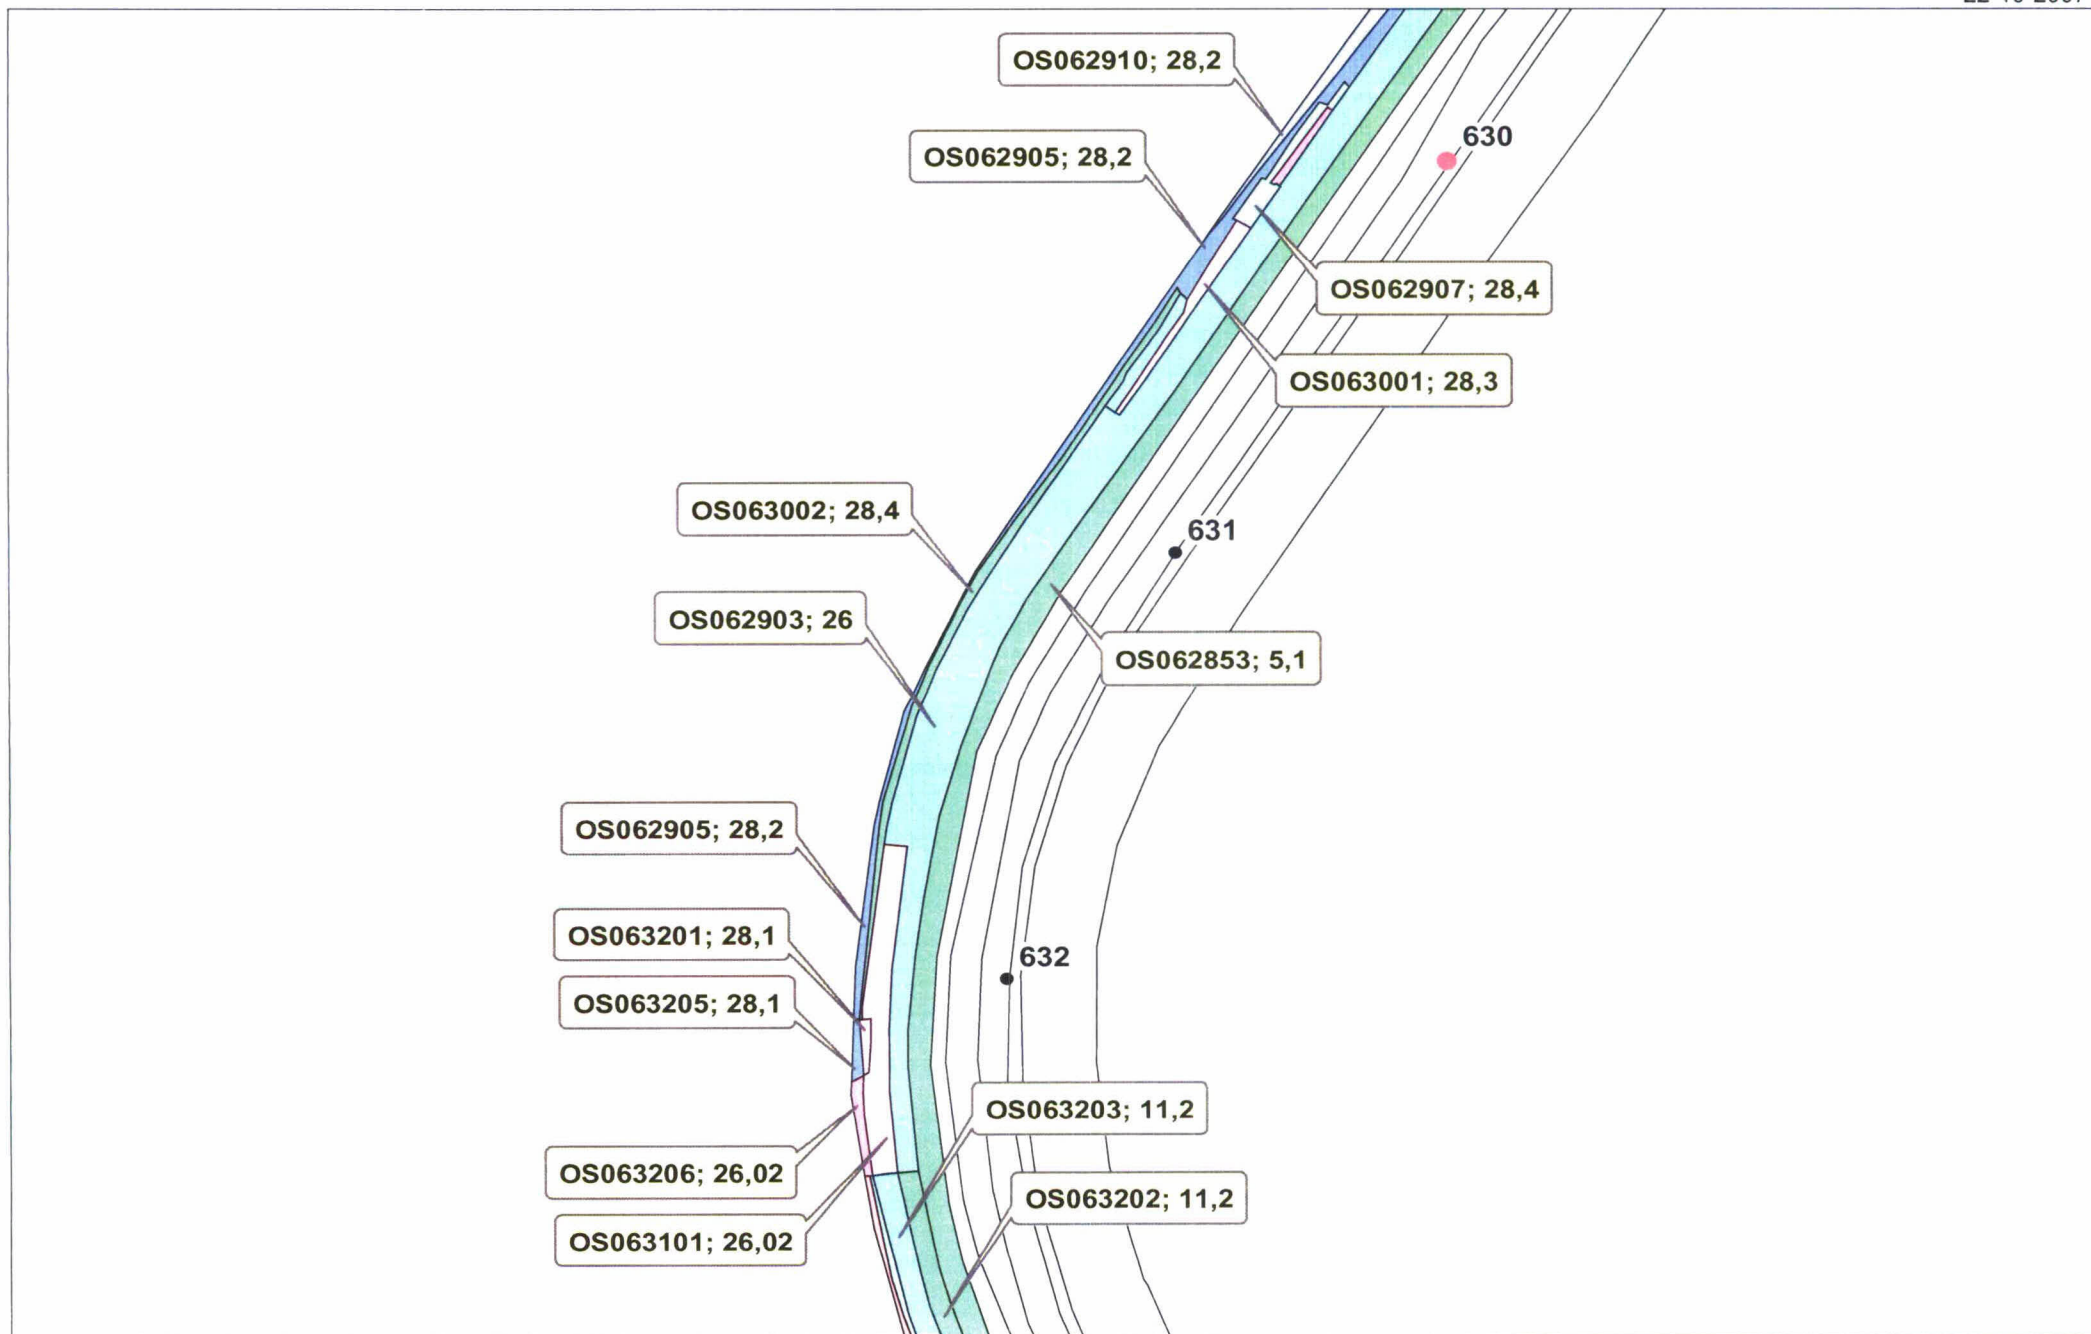 OS062910; 28,2
630
OS062905; 28,2
OS062907; 28,4
OS063001; 28,3
OS063002; 28,4
631
OS062903; 26
OS062853; 5,1
OS062905; 28,2
OS063201; 28,1
632
OS063205; 28,1
OS063203; 11,2
OS063206; 26,02
OS063202; 11,2
OS063101; 26,02